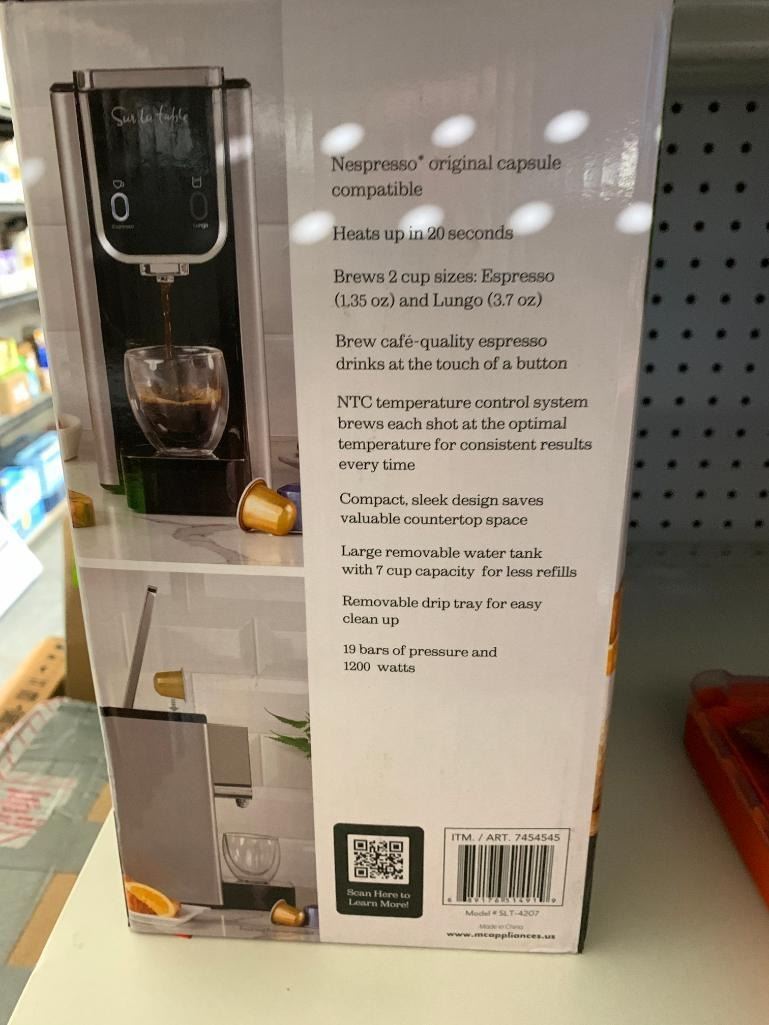 Sur la table
Espresso
Lungo
Nespresso* original capsule
compatible
Heats up in 20 seconds
Brews 2 cup sizes: Espresso
(1.35 oz) and Lungo (3.7 oz)
Brew café-quality espresso
drinks at the touch of a button
NTC temperature control system
brews each shot at the optimal
temperature for consistent results
every time
Compact, sleek design saves
valuable countertop space
Large removable water tank
with 7 cup capacity for less refills
Removable drip tray for easy
clean up
19 bars of pressure and
1200 watts
Scan Here to
Learn More!
ITM. / ART. 7454545
Model # SLT-4207
Made in China
www.mcappliances.us